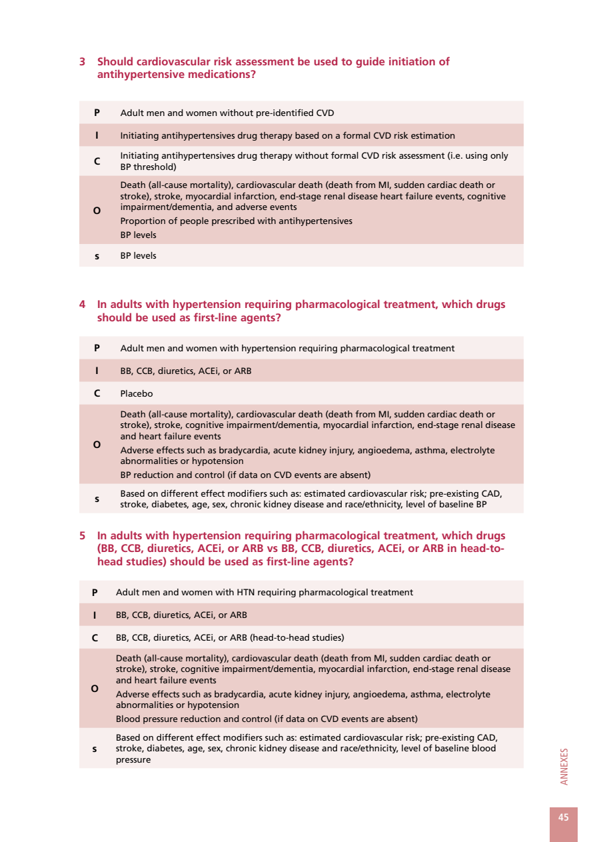 3 Should cardiovascular risk assessment be used to guide initiation of
antihypertensive medications?
P Adult men and women without pre-identified CVD
I Initiating antihypertensives drug therapy based on a formal CVD risk estimation
C Initiating antihypertensives drug therapy without formal CVD risk assessment (i.e. using only
BP threshold)
O Death (all-cause mortality), cardiovascular death (death from MI, sudden cardiac death or
stroke), stroke, myocardial infarction, end-stage renal disease heart failure events, cognitive
impairment/dementia, and adverse events
Proportion of people prescribed with antihypertensives
BP levels
s BP levels
4 In adults with hypertension requiring pharmacological treatment, which drugs
should be used as first-line agents?
P Adult men and women with hypertension requiring pharmacological treatment
I BB, CCB, diuretics, ACEi, or ARB
C Placebo
O Death (all-cause mortality), cardiovascular death (death from MI, sudden cardiac death or
stroke), stroke, cognitive impairment/dementia, myocardial infarction, end-stage renal disease
and heart failure events
Adverse effects such as bradycardia, acute kidney injury, angioedema, asthma, electrolyte
abnormalities or hypotension
BP reduction and control (if data on CVD events are absent)
s Based on different effect modifiers such as: estimated cardiovascular risk; pre-existing CAD,
stroke, diabetes, age, sex, chronic kidney disease and race/ethnicity, level of baseline BP
5 In adults with hypertension requiring pharmacological treatment, which drugs
(BB, CCB, diuretics, ACEi, or ARB vs BB, CCB, diuretics, ACEi, or ARB in head-to-
head studies) should be used as first-line agents?
P Adult men and women with HTN requiring pharmacological treatment
I BB, CCB, diuretics, ACEi, or ARB
C BB, CCB, diuretics, ACEi, or ARB (head-to-head studies)
O Death (all-cause mortality), cardiovascular death (death from MI, sudden cardiac death or
stroke), stroke, cognitive impairment/dementia, myocardial infarction, end-stage renal disease
and heart failure events
Adverse effects such as bradycardia, acute kidney injury, angioedema, asthma, electrolyte
abnormalities or hypotension
Blood pressure reduction and control (if data on CVD events are absent)
s Based on different effect modifiers such as: estimated cardiovascular risk; pre-existing CAD,
stroke, diabetes, age, sex, chronic kidney disease and race/ethnicity, level of baseline blood
pressure
ANNEXES
45